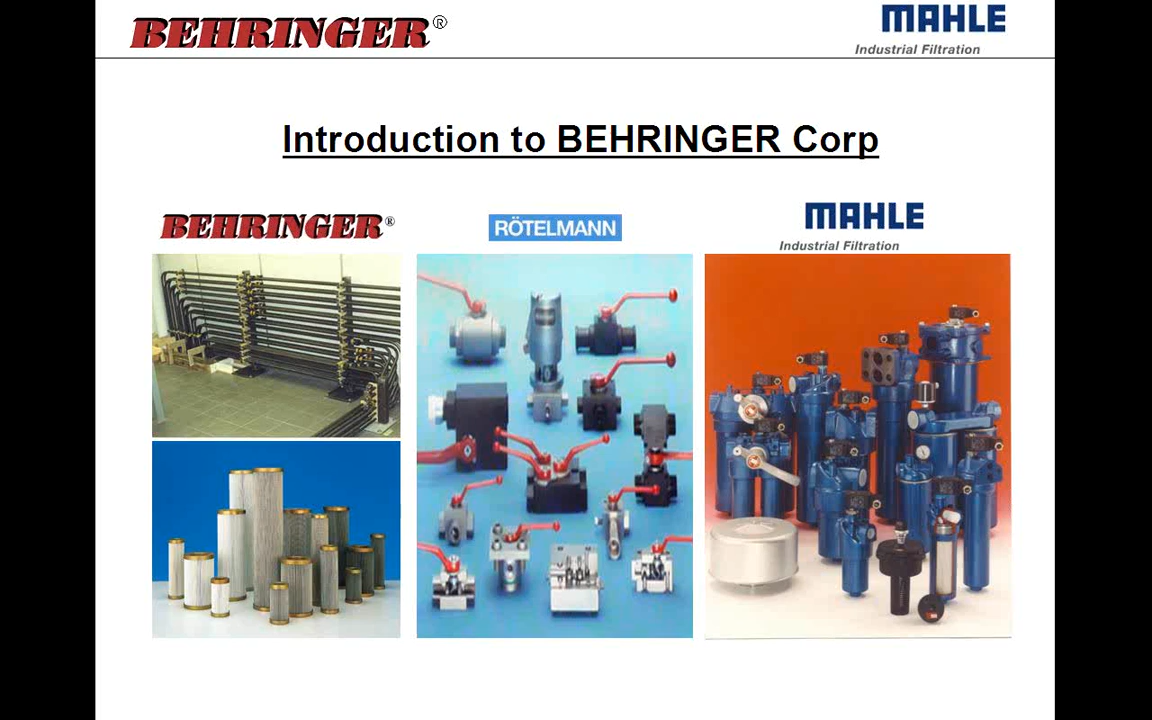 BEHRINGER®
MAHLE
Industrial Filtration
Introduction to BEHRINGER Corp
BEHRINGER®
RÖTELMANN
MAHLE
Industrial Filtration